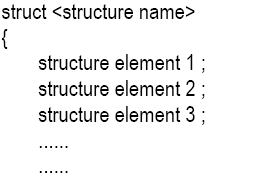 struct <structure name>
{
structure element 1 ;
structure element 2 ;
structure element 3 ;
......
......